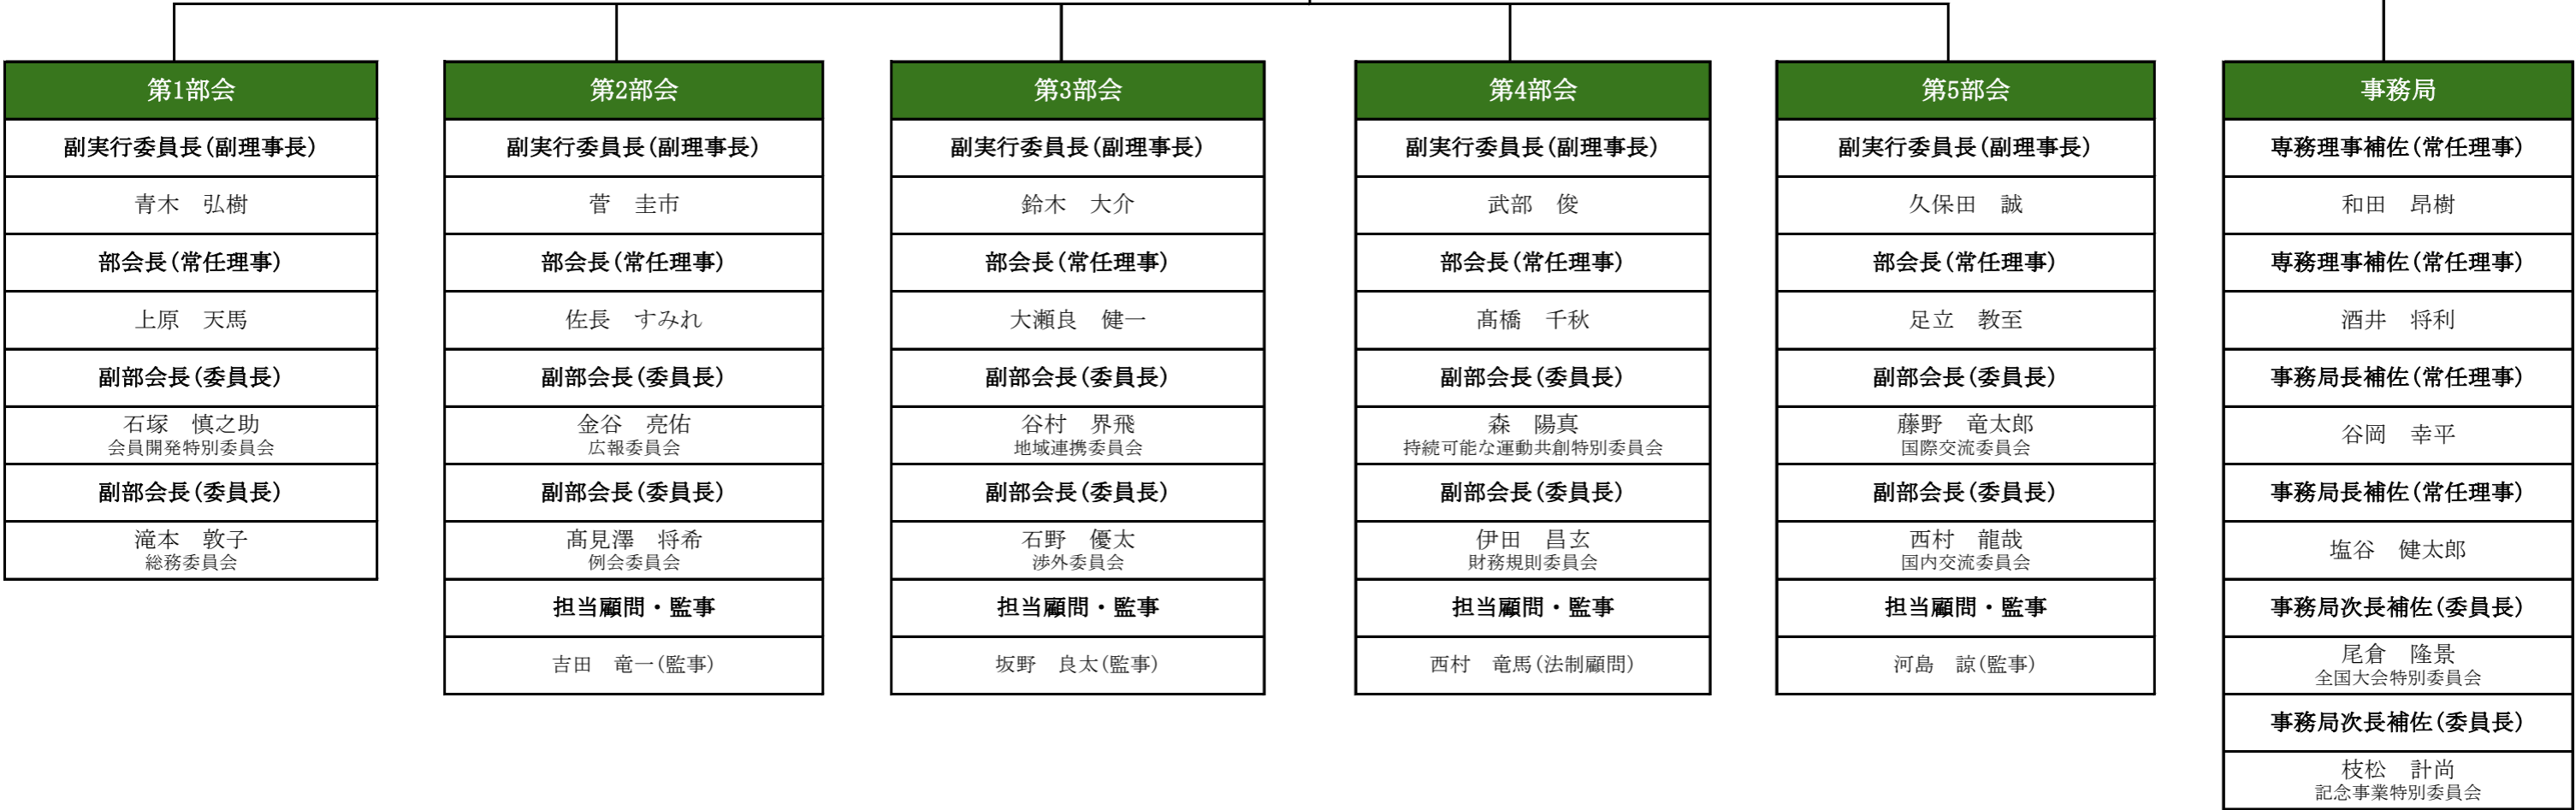 第1部会
副実行委員長(副理事長)
青木　弘樹
部会長(常任理事)
上原　天馬
副部会長(委員長)
石塚　慎之助
会員開発特別委員会
副部会長(委員長)
滝本　敦子
総務委員会
第2部会
副実行委員長(副理事長)
菅　圭市
部会長(常任理事)
佐長　すみれ
副部会長(委員長)
金谷　亮佑
広報委員会
副部会長(委員長)
髙見澤　将希
例会委員会
担当顧問・監事
吉田　竜一(監事)
第3部会
副実行委員長(副理事長)
鈴木　大介
部会長(常任理事)
大瀬良　健一
副部会長(委員長)
谷村　界飛
地域連携委員会
副部会長(委員長)
石野　優太
渉外委員会
担当顧問・監事
坂野　良太(監事)
第4部会
副実行委員長(副理事長)
武部　俊
部会長(常任理事)
髙橋　千秋
副部会長(委員長)
森　陽真
持続可能な運動共創特別委員会
副部会長(委員長)
伊田　昌玄
財務規則委員会
担当顧問・監事
西村　竜馬(法制顧問)
第5部会
副実行委員長(副理事長)
久保田　誠
部会長(常任理事)
足立　教至
副部会長(委員長)
藤野　竜太郎
国際交流委員会
副部会長(委員長)
西村　龍哉
国内交流委員会
担当顧問・監事
河島　諒(監事)
事務局
専務理事補佐(常任理事)
和田　昂樹
専務理事補佐(常任理事)
酒井　将利
事務局長補佐(常任理事)
谷岡　幸平
事務局長補佐(常任理事)
塩谷　健太郎
事務局次長補佐(委員長)
尾倉　隆景
全国大会特別委員会
事務局次長補佐(委員長)
枝松　計尚
記念事業特別委員会